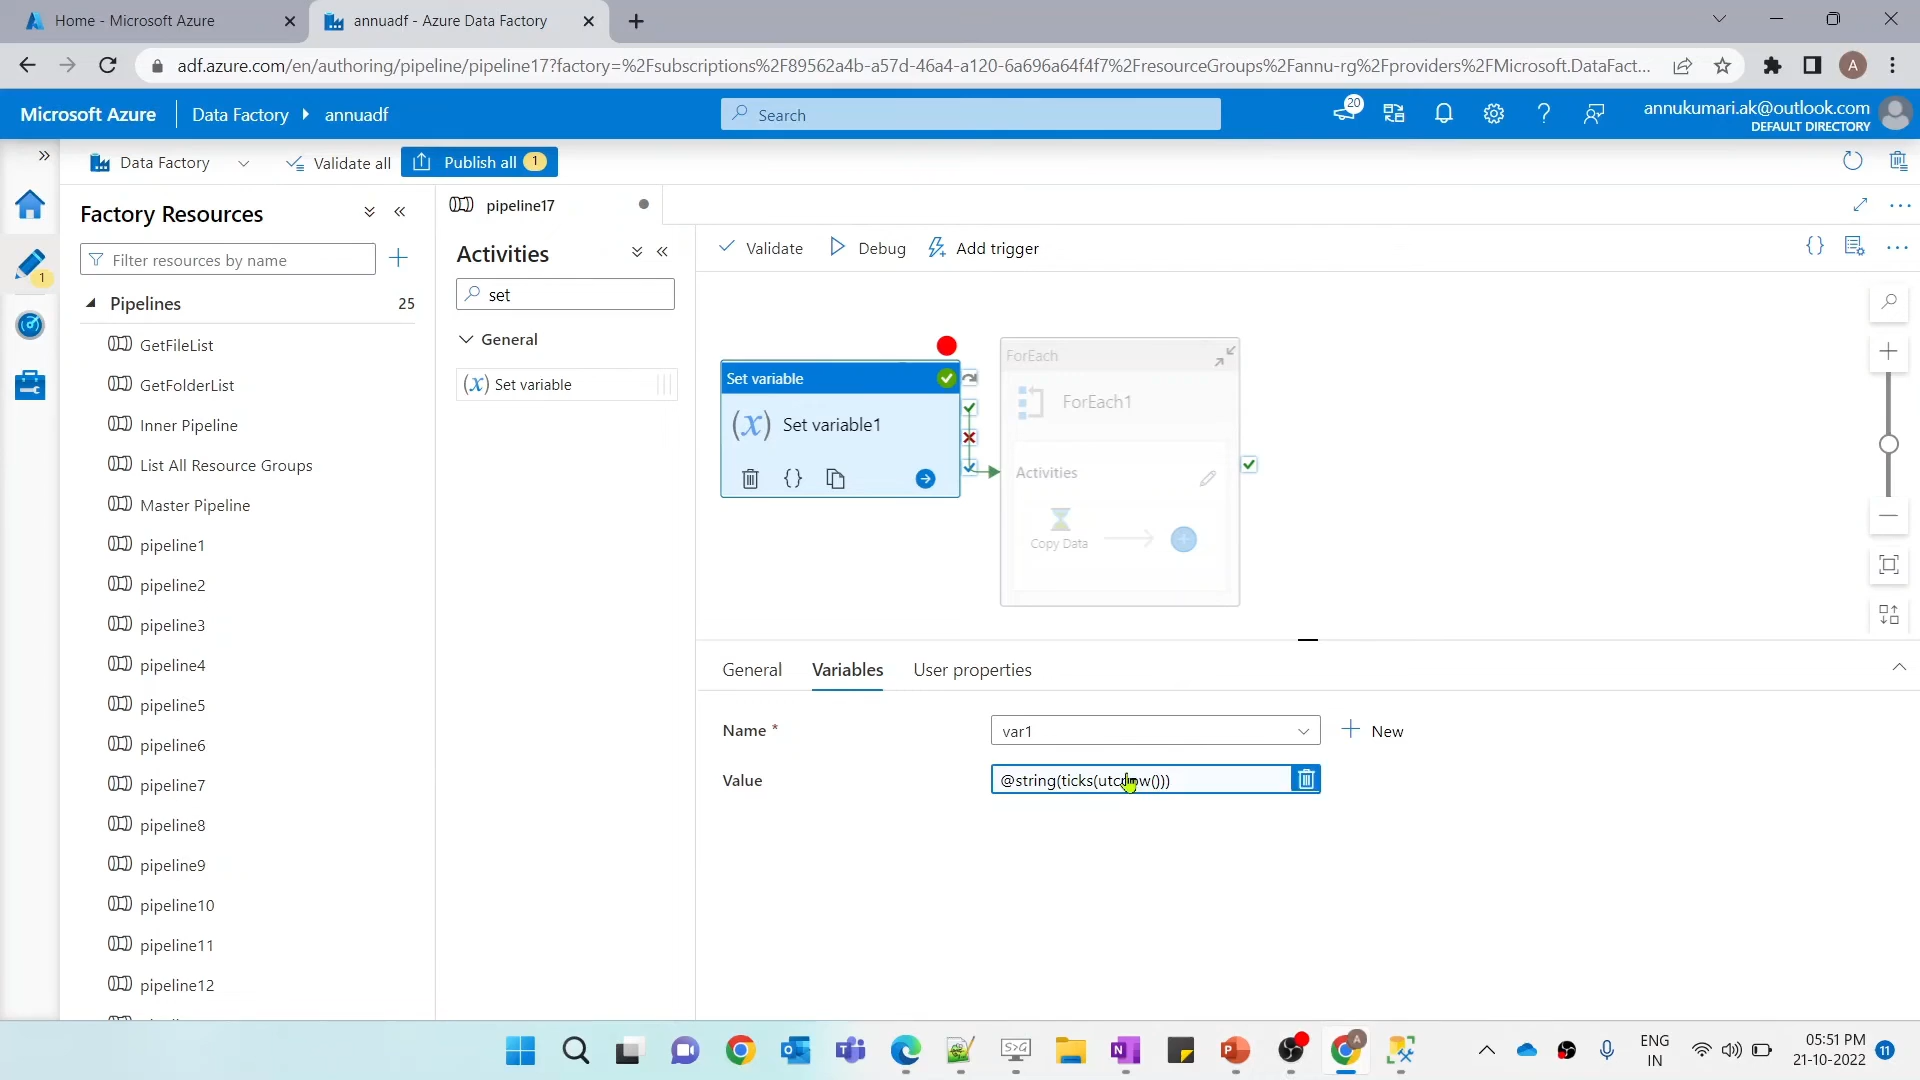 Home - Microsoft Azure
annuadf - Azure Data Factory
adf.azure.com/en/authoring/pipeline/pipeline17?factory=%2Fsubscriptions%2F89562a4b-a57d-46a4-a120-6a696a64f4f7%2FresourceGroups%2Fannu-rg%2Fproviders%2FMicrosoft.DataFact...
A
Microsoft Azure
Data Factory
annuadf
Search
20
annukumari.ak@outlook.com
DEFAULT DIRECTORY
Data Factory
Validate all
Publish all
1
1
Factory Resources
Filter resources by name
Pipelines
25
GetFileList
GetFolderList
Inner Pipeline
List All Resource Groups
Master Pipeline
pipeline1
pipeline2
pipeline3
pipeline4
pipeline5
pipeline6
pipeline7
pipeline8
pipeline9
pipeline10
pipeline11
pipeline12
pipeline17
Activities
set
General
(x) Set variable
Validate
Debug
Add trigger
{}
Set variable
(x) Set variable1
{}
ForEach
ForEach1
Activities
Copy Data
General
Variables
User properties
Name *
var1
New
Value
@string(ticks(utcnow()))
A
S>G
ENG
IN
05:51 PM
21-10-2022
11